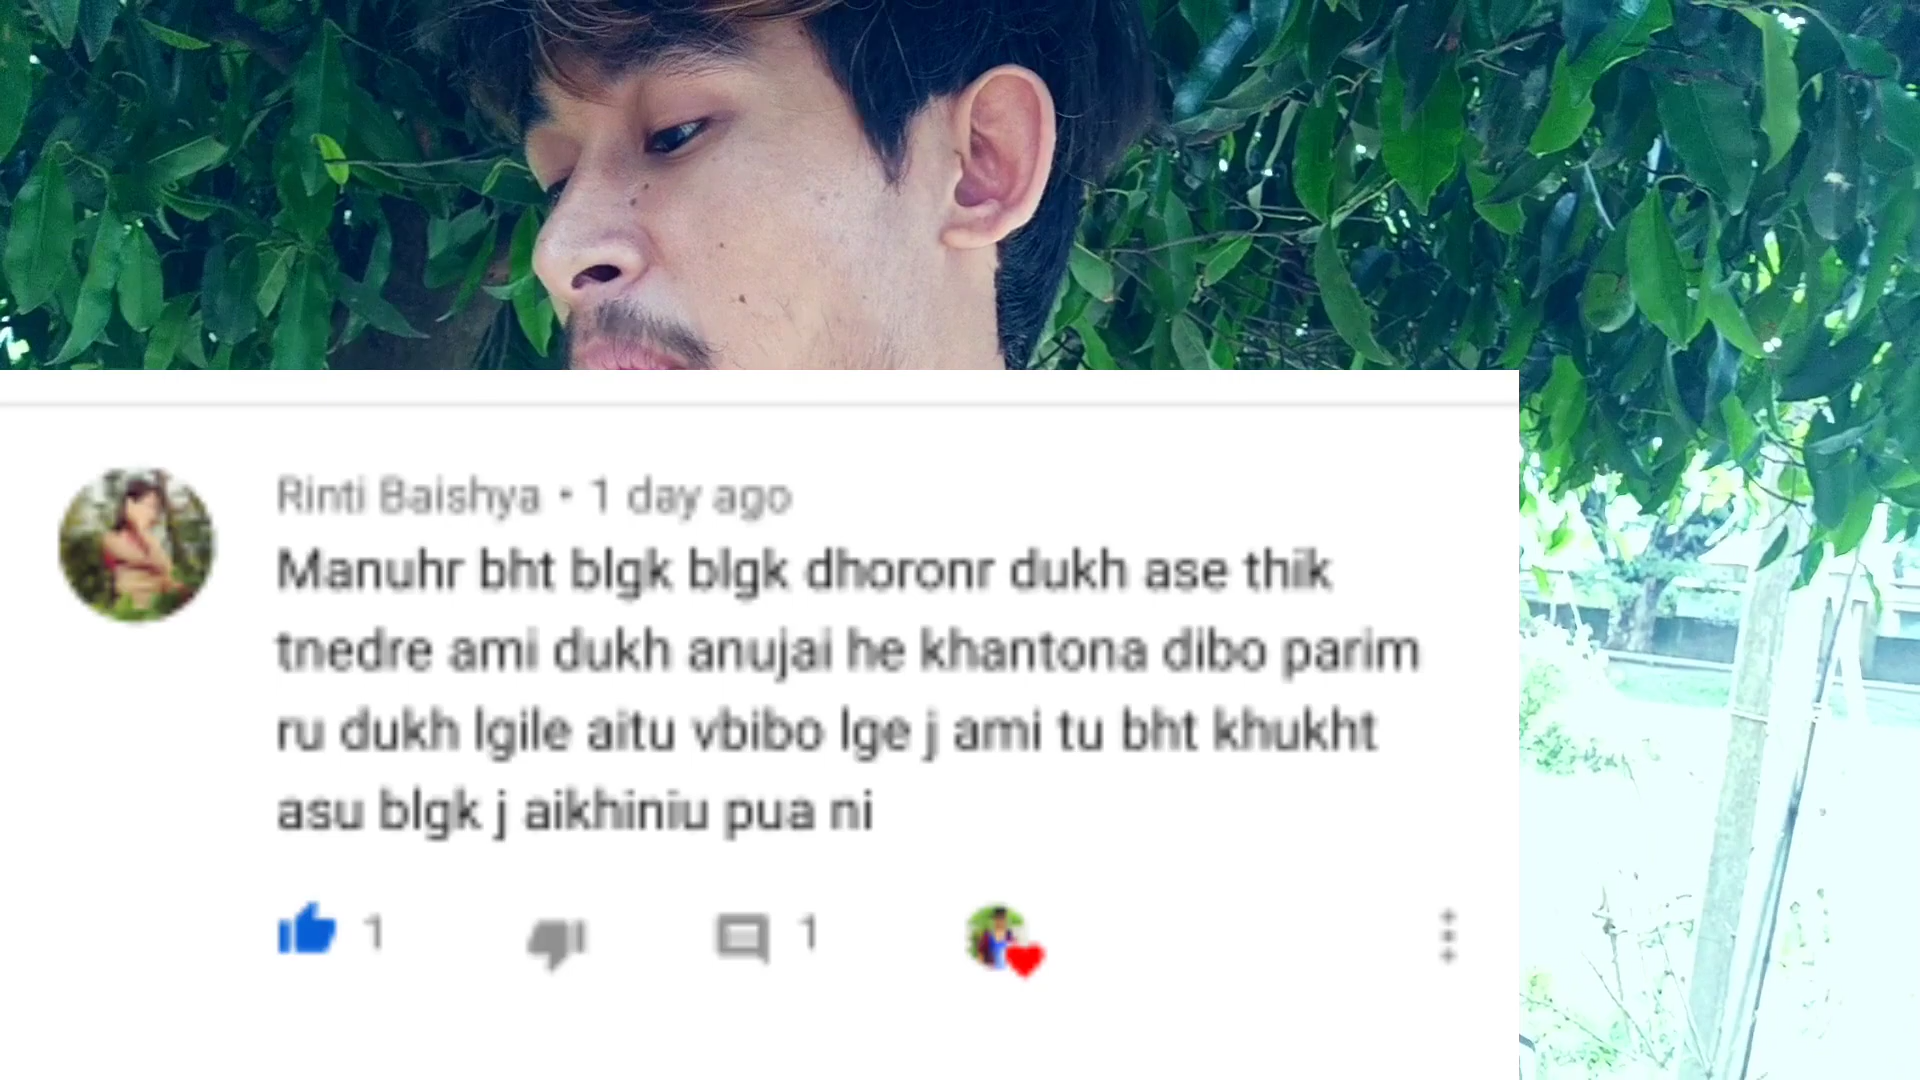 Rinti Baishya • 1 day ago
Manuhr bht blgk blgk dhoronr dukh ase thik
tnedre ami dukh anujai he khantona dibo parim
ru dukh lgile aitu vbibo lge j ami tu bht khukht
asu blgk j aikhiniu pua ni
1 1